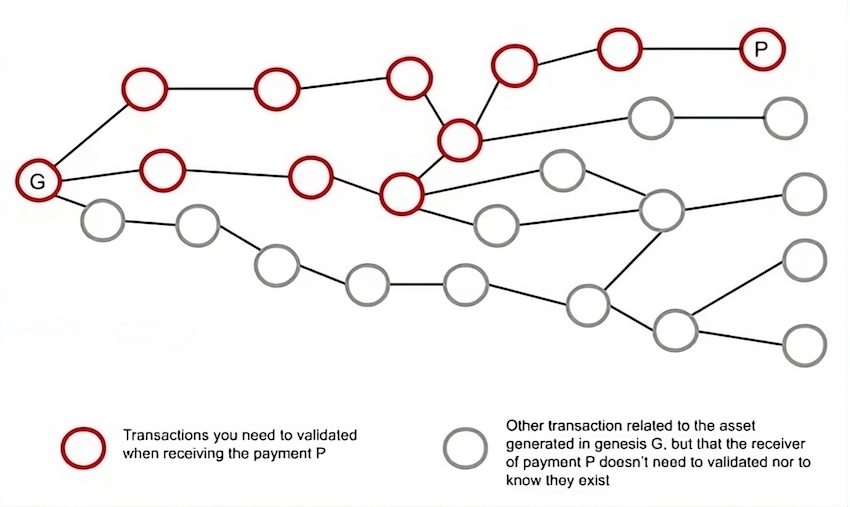 P
G
Transactions you need to validated
when receiving the payment P
Other transaction related to the asset
generated in genesis G, but that the receiver
of payment P doesn't need to validated nor to
know they exist